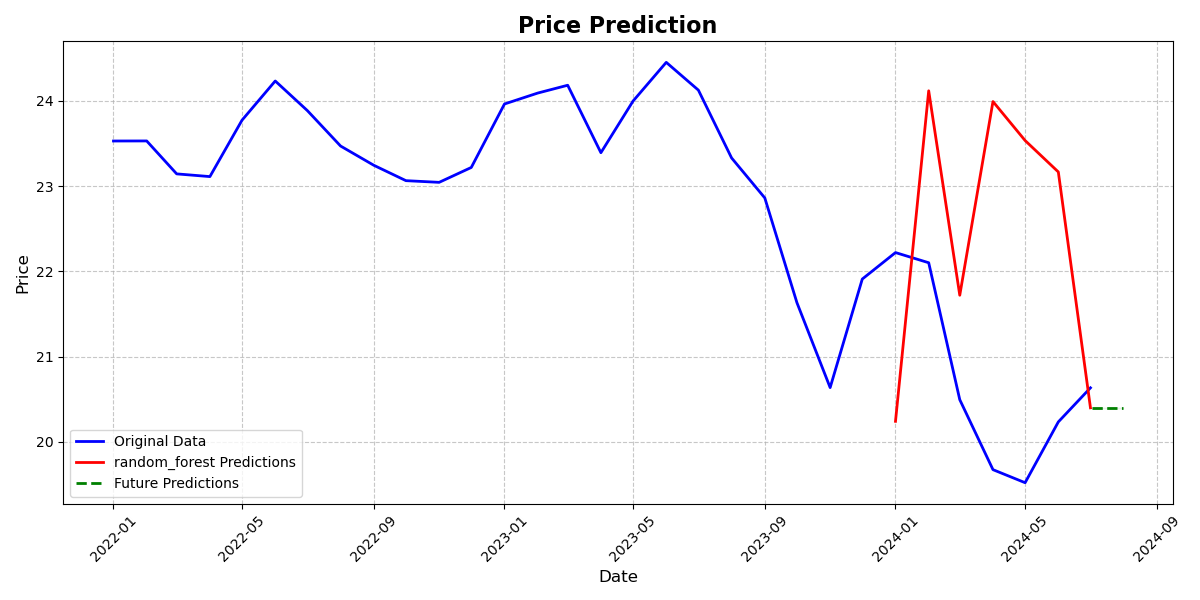 Price Prediction
Price
24
23
22
21
20
Original Data
random_forest Predictions
Future Predictions
2022-01
2022-05
2022-09
2023-01
2023-05
2023-09
2024-01
2024-05
2024-09
Date